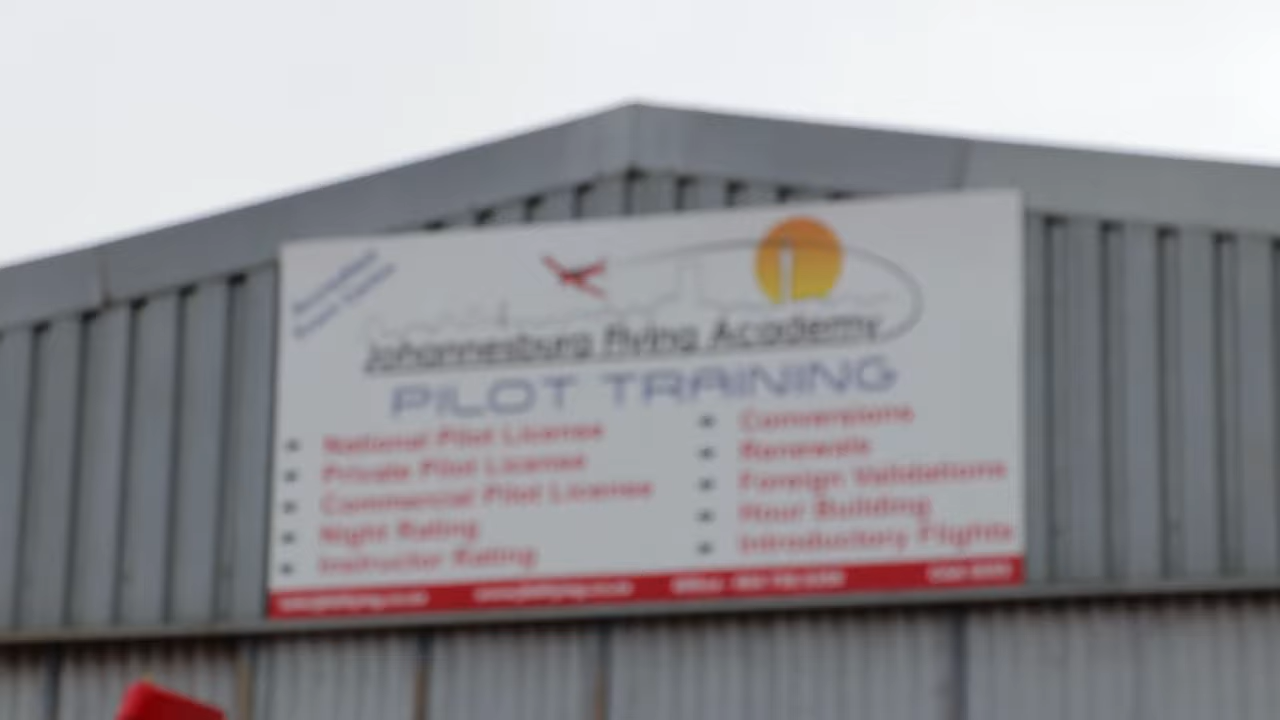 Johannesburg Flying Academy
PILOT TRAINING
National Pilot License
Private Pilot License
Commercial Pilot License
Night Rating
Instructor Rating
Conversions
Renewals
Foreign Validations
Hour Building
Introductory Flights